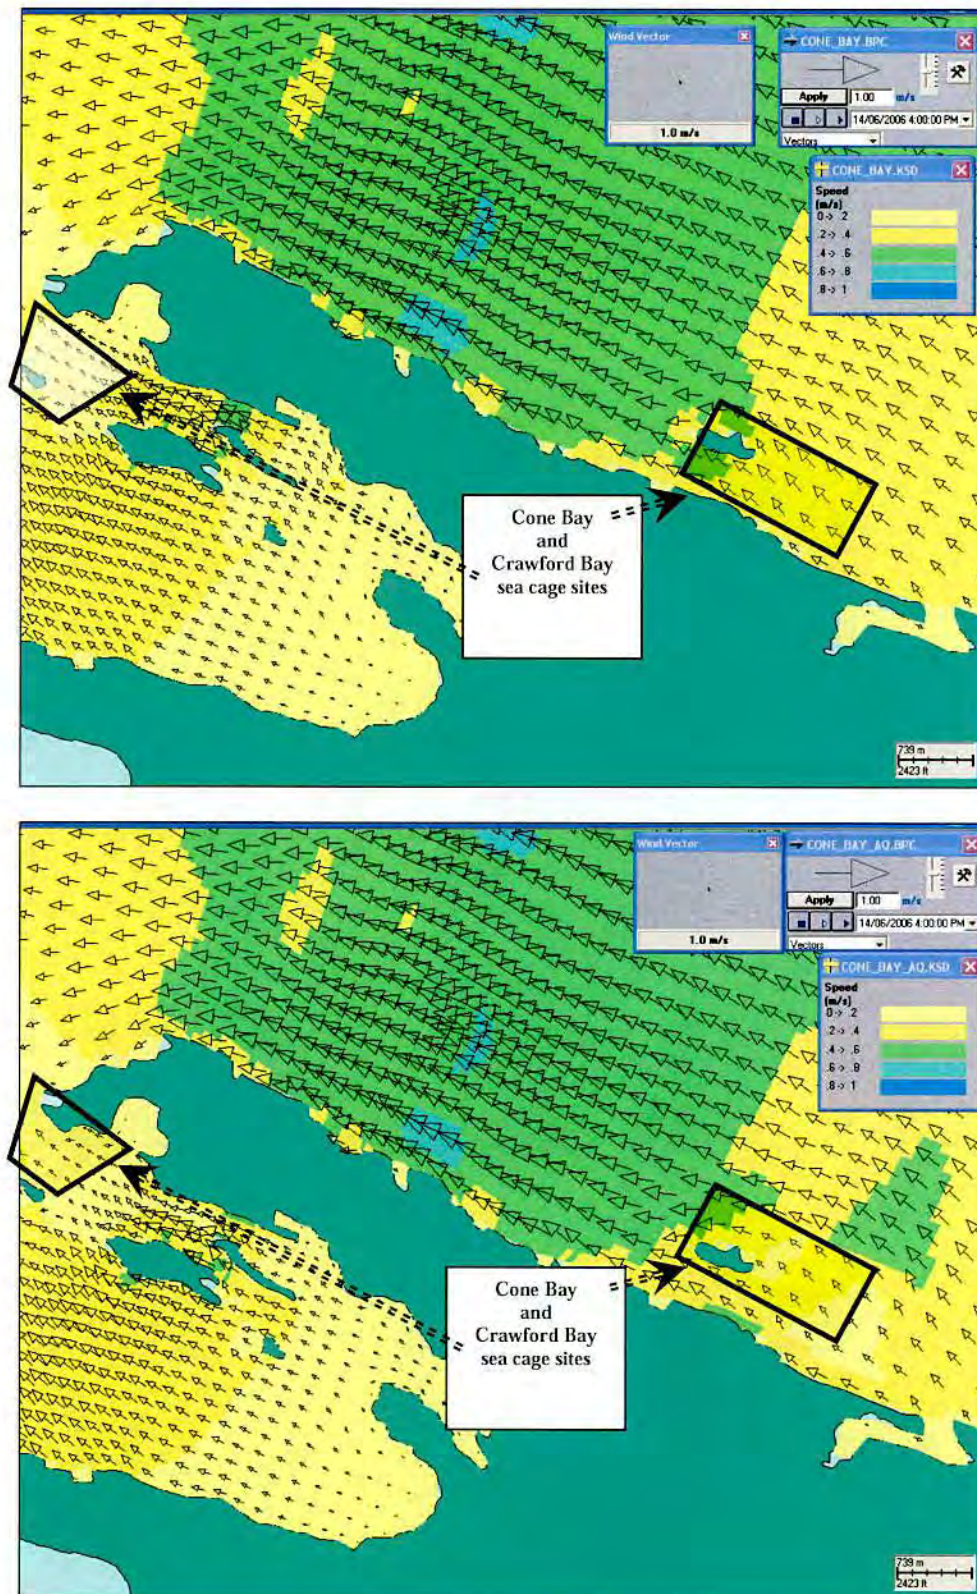 Wind Vector
1.0 m/s
CONE_BAY.BPC
Apply 1.00 m/s
14/06/2006 4:00:00 PM
Vectors
CONE_BAY.KSD
Speed
(m/s)
0 -> .2
.2 -> .4
.4 -> .6
.6 -> .8
.8 -> 1
Cone Bay
and
Crawford Bay
sea cage sites
739 m
2423 ft
Wind Vector
1.0 m/s
CONE_BAY_AQ.BPC
Apply 1.00 m/s
14/06/2006 4:00:00 PM
Vectors
CONE_BAY_AQ.KSD
Speed
(m/s)
0 -> .2
.2 -> .4
.4 -> .6
.6 -> .8
.8 -> 1
Cone Bay
and
Crawford Bay
sea cage sites
739 m
2423 ft